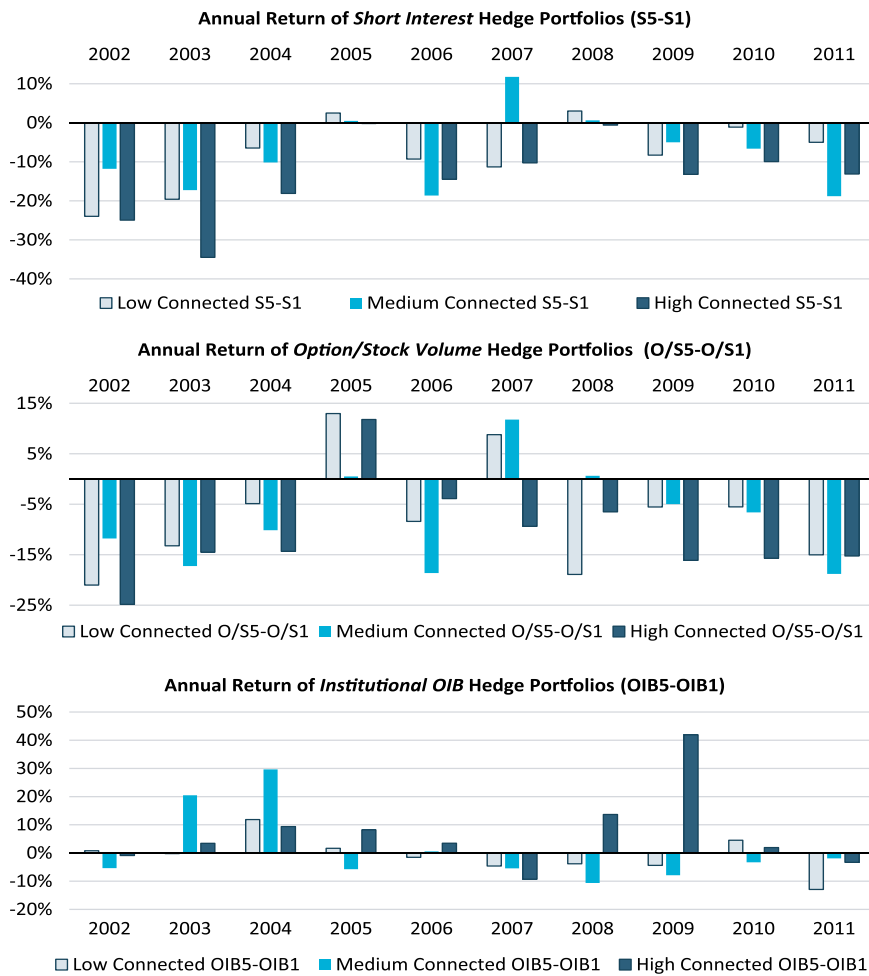 Annual Return of Short Interest Hedge Portfolios (S5-S1)
2002 2003 2004 2005 2006 2007 2008 2009 2010 2011
10%
0%
-10%
-20%
-30%
-40%
Low Connected S5-S1 Medium Connected S5-S1 High Connected S5-S1
Annual Return of Option/Stock Volume Hedge Portfolios (O/S5-O/S1)
2002 2003 2004 2005 2006 2007 2008 2009 2010 2011
15%
5%
-5%
-15%
-25%
Low Connected O/S5-O/S1 Medium Connected O/S5-O/S1 High Connected O/S5-O/S1
Annual Return of Institutional OIB Hedge Portfolios (OIB5-OIB1)
50%
40%
30%
20%
10%
0%
-10%
-20%
2002 2003 2004 2005 2006 2007 2008 2009 2010 2011
Low Connected OIB5-OIB1 Medium Connected OIB5-OIB1 High Connected OIB5-OIB1